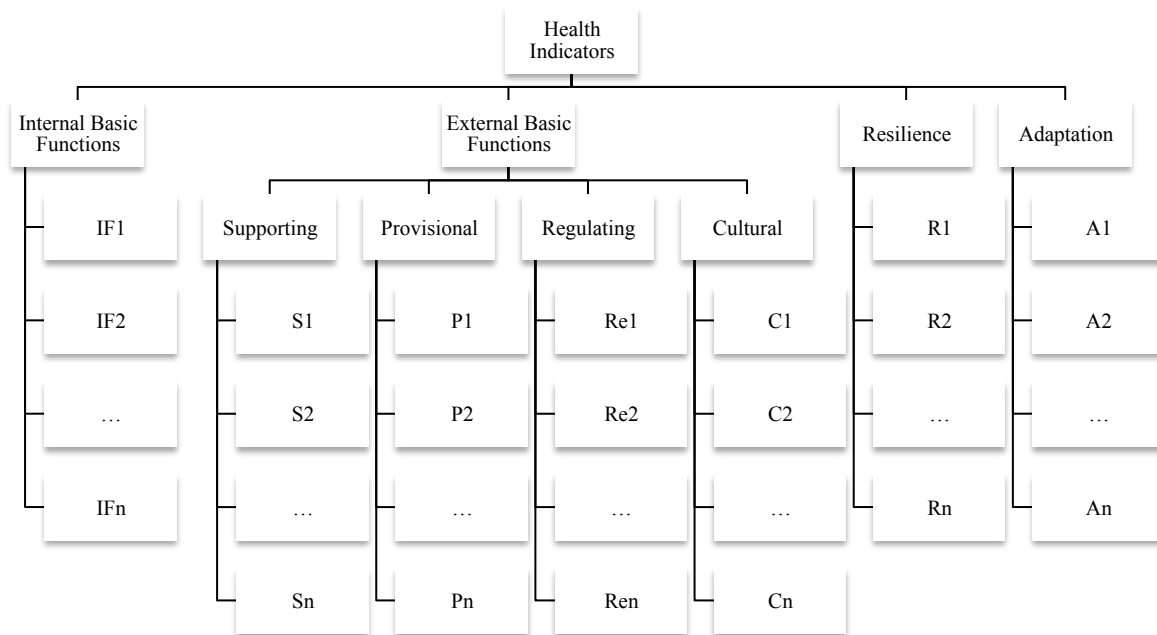 Health
Indicators
Internal Basic
Functions
External Basic
Functions
Resilience
Adaptation
IF1
Supporting
Provisional
Regulating
Cultural
R1
A1
IF2
S1
P1
Re1
C1
R2
A2
…
S2
P2
Re2
C2
…
…
IFn
…
…
…
…
Rn
An
Sn
Pn
Ren
Cn